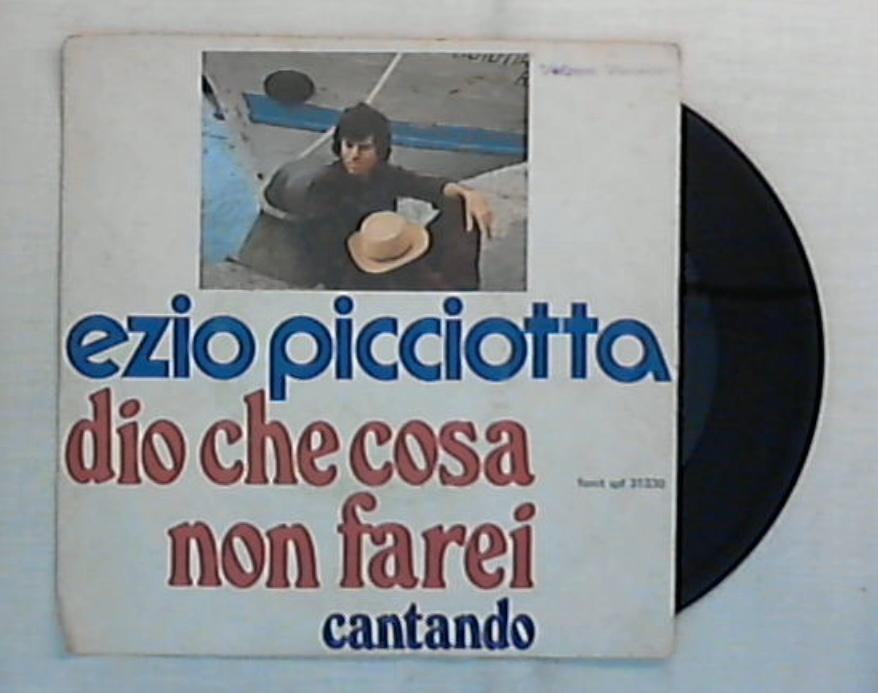 ezio picciotta
dio che cosa
non farei
fonit spf 31330
cantando